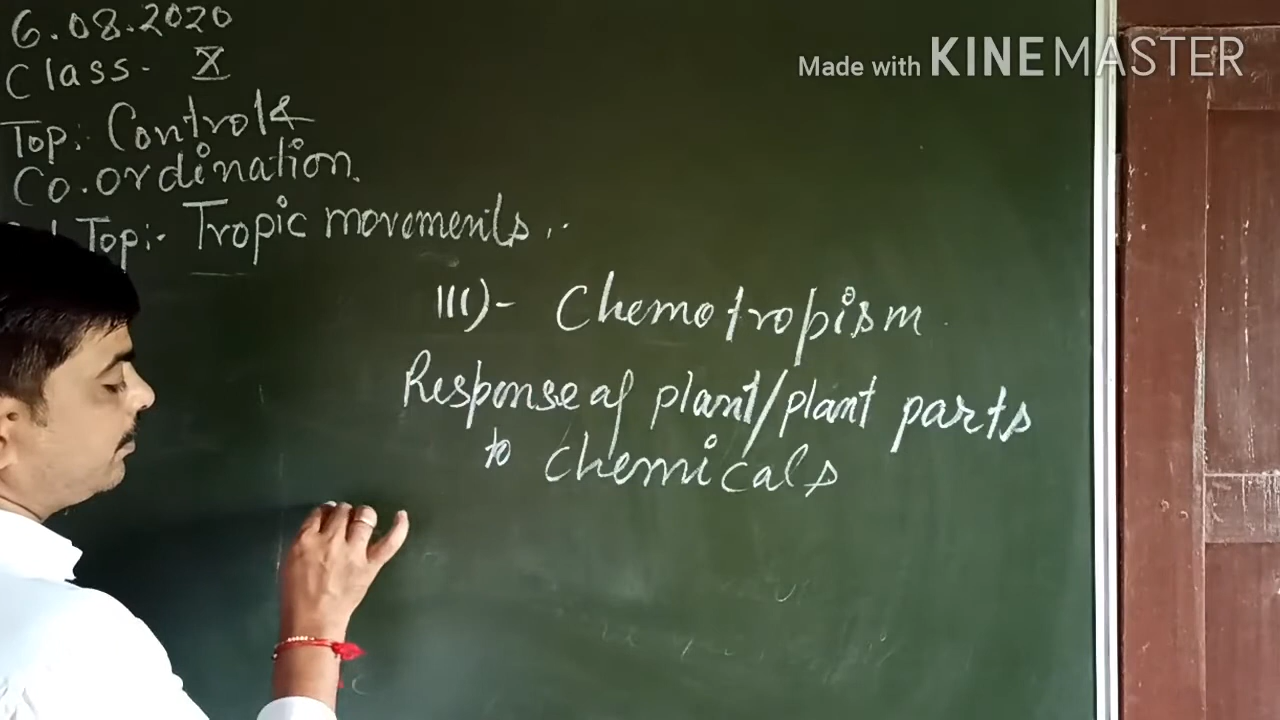 6.08.2020
Class- X
Top:- Control &
Co.ordination.
Top:- Tropic movements..
III)- Chemotropism
Response of plant/plant parts
to chemicals
Made with KINEMASTER